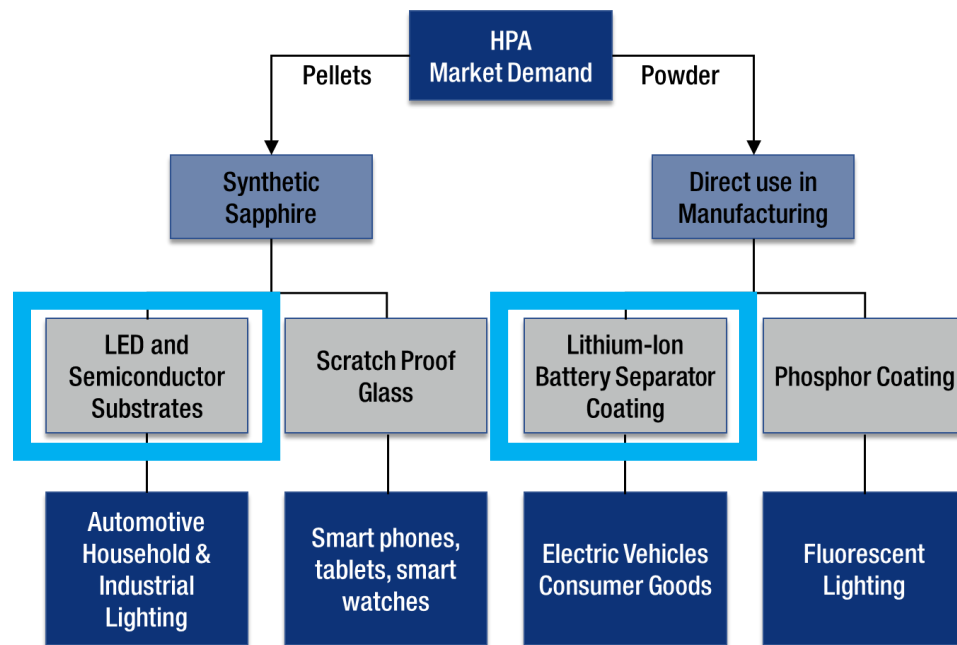 HPA
Market Demand
Pellets
Powder
Synthetic
Sapphire
Direct use in
Manufacturing
LED and
Semiconductor
Substrates
Scratch Proof
Glass
Lithium-Ion
Battery Separator
Coating
Phosphor Coating
Automotive
Household &
Industrial
Lighting
Smart phones,
tablets, smart
watches
Electric Vehicles
Consumer Goods
Fluorescent
Lighting